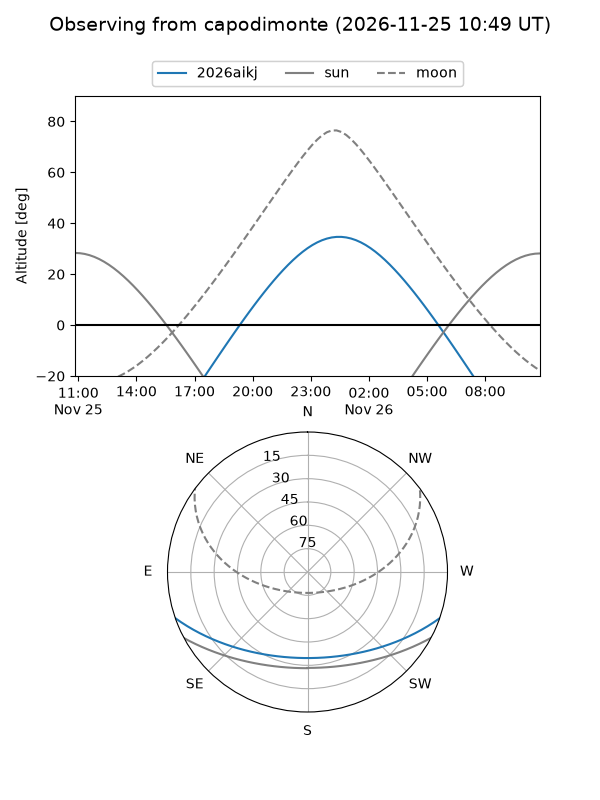 Observing from capodimonte (2026-11-25 10:49 UT)
2026aikj sun moon
Altitude [deg]
80
60
40
20
0
−20
11:00 14:00 17:00 20:00 23:00 02:00 05:00 08:00
Nov 25 Nov 26
N
NE NW
15
30
45
60
75
E W
SE SW
S